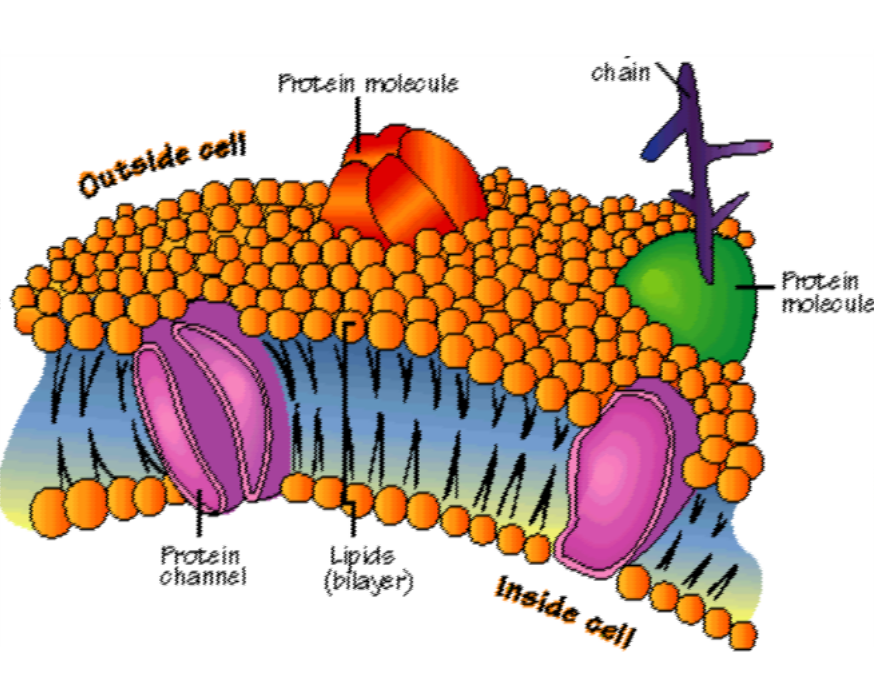 chain
Protein molecule
Outside cell
Protein
molecule
Protein
channel
Lipids
(bilayer)
Inside cell